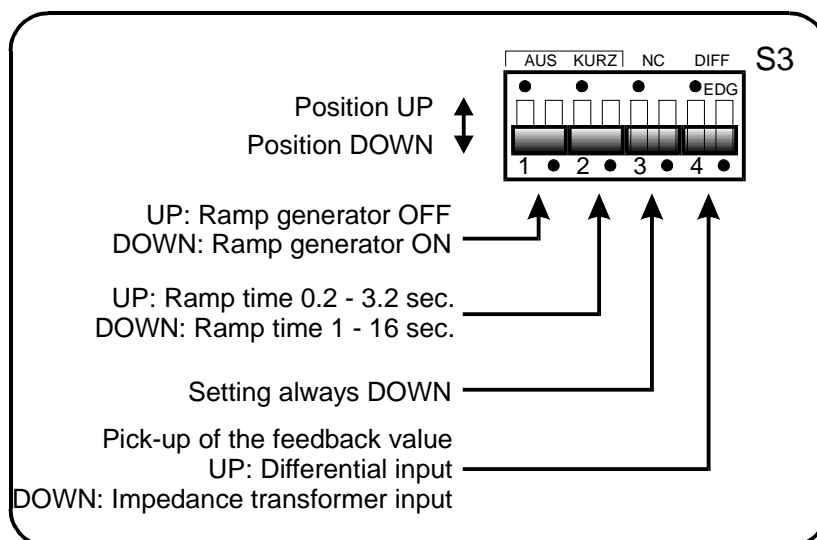 AUS KURZ NC DIFF S3
EDG
Position UP
Position DOWN
1 2 3 4
UP: Ramp generator OFF
DOWN: Ramp generator ON
UP: Ramp time 0.2 - 3.2 sec.
DOWN: Ramp time 1 - 16 sec.
Setting always DOWN
Pick-up of the feedback value
UP: Differential input
DOWN: Impedance transformer input